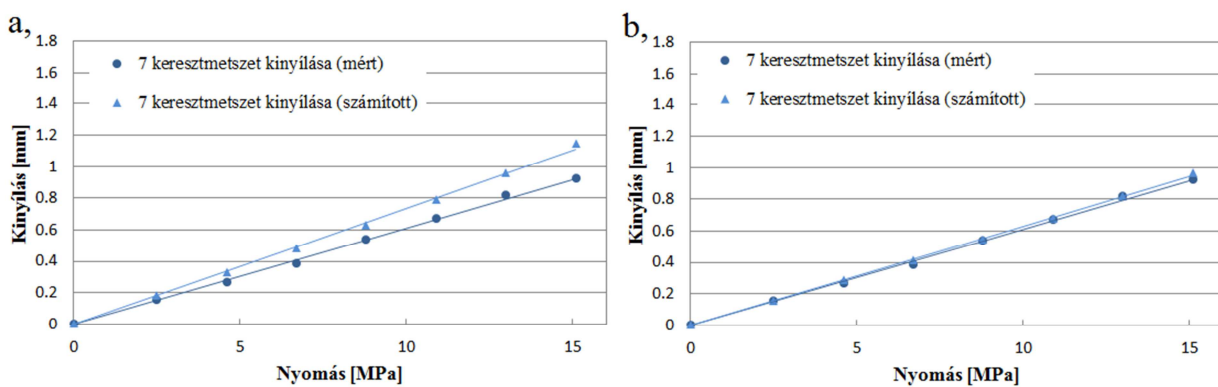 a,
1.8
1.6
1.4
1.2
1
0.8
0.6
0.4
0.2
0
Kinyílás [mm]
7 keresztmetszet kinyílása (mért)
7 keresztmetszet kinyílása (számított)
0 5 10 15
Nyomás [MPa]
b,
1.8
1.6
1.4
1.2
1
0.8
0.6
0.4
0.2
0
Kinyílás [mm]
7 keresztmetszet kinyílása (mért)
7 keresztmetszet kinyílása (számított)
0 5 10 15
Nyomás [MPa]